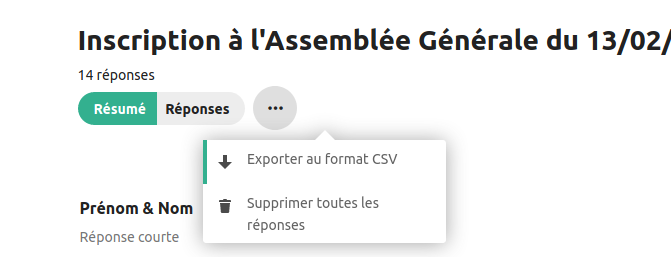 Inscription à l'Assemblée Générale du 13/02/
14 réponses
Résumé Réponses ...
Exporter au format CSV
Supprimer toutes les
réponses
Prénom & Nom
Réponse courte